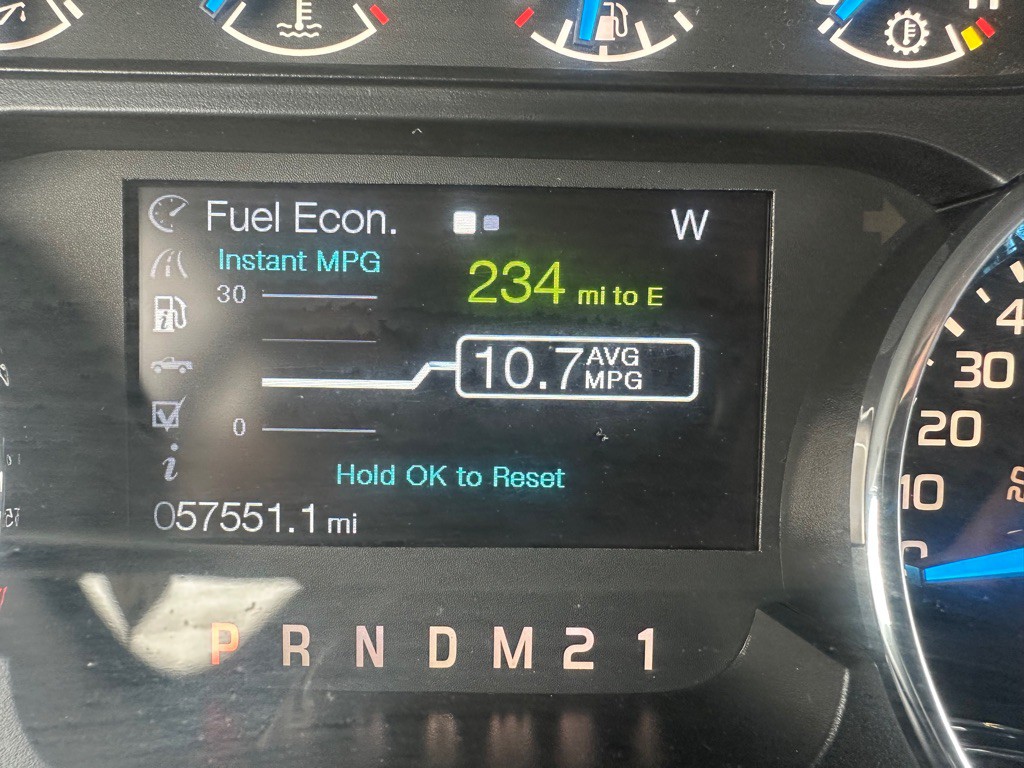 Fuel Econ.
W
Instant MPG
234 mi to E
30
10.7 AVG MPG
0
Hold OK to Reset
057551.1 mi
P R N D M 2 1
30
20
10
0